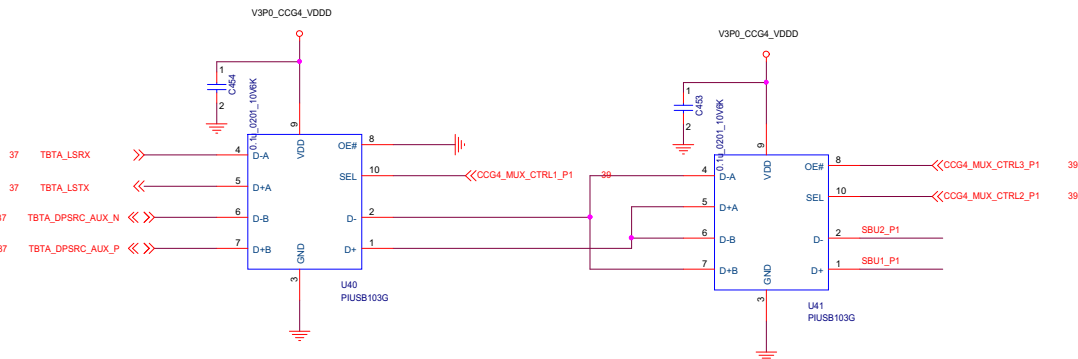 V3P0_CCG4_VDDD
1
2
C454
0.1u_0201_10V6K
9
VDD
37 TBTA_LSRX
4 D-A
OE# 8
37 TBTA_LSTX
5 D+A
SEL 10
CCG4_MUX_CTRL1_P1 39
37 TBTA_DPSRC_AUX_N
6 D-B
D- 2
37 TBTA_DPSRC_AUX_P
7 D+B
D+ 1
GND
3
U40
PIUSB103G
V3P0_CCG4_VDDD
1
2
C453
0.1u_0201_10V6K
9
VDD
4 D-A
OE# 8
CCG4_MUX_CTRL3_P1 39
5 D+A
SEL 10
CCG4_MUX_CTRL2_P1 39
6 D-B
D- 2
SBU2_P1
7 D+B
D+ 1
SBU1_P1
GND
3
U41
PIUSB103G